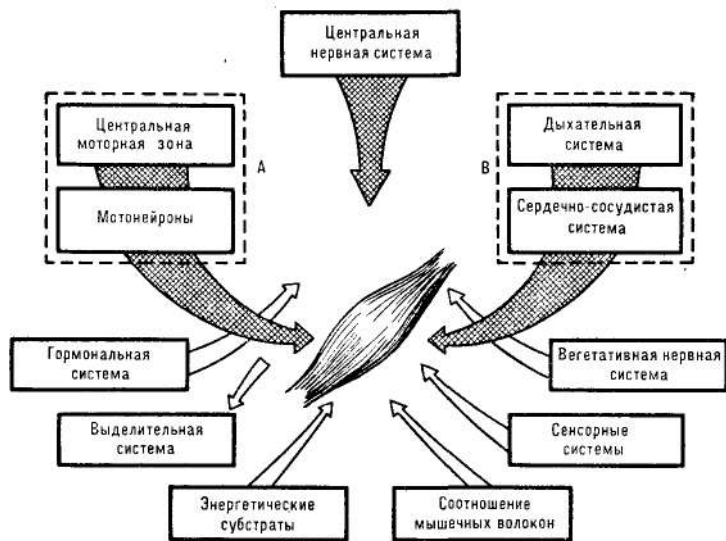 Центральная
нервная система
Центральная
моторная зона
А
Мотонейроны
Дыхательная
система
В
Сердечно-сосудистая
система
Гормональная
система
Вегетативная нервная
система
Выделительная
система
Сенсорные
системы
Энергетические
субстраты
Соотношение
мышечных волокон